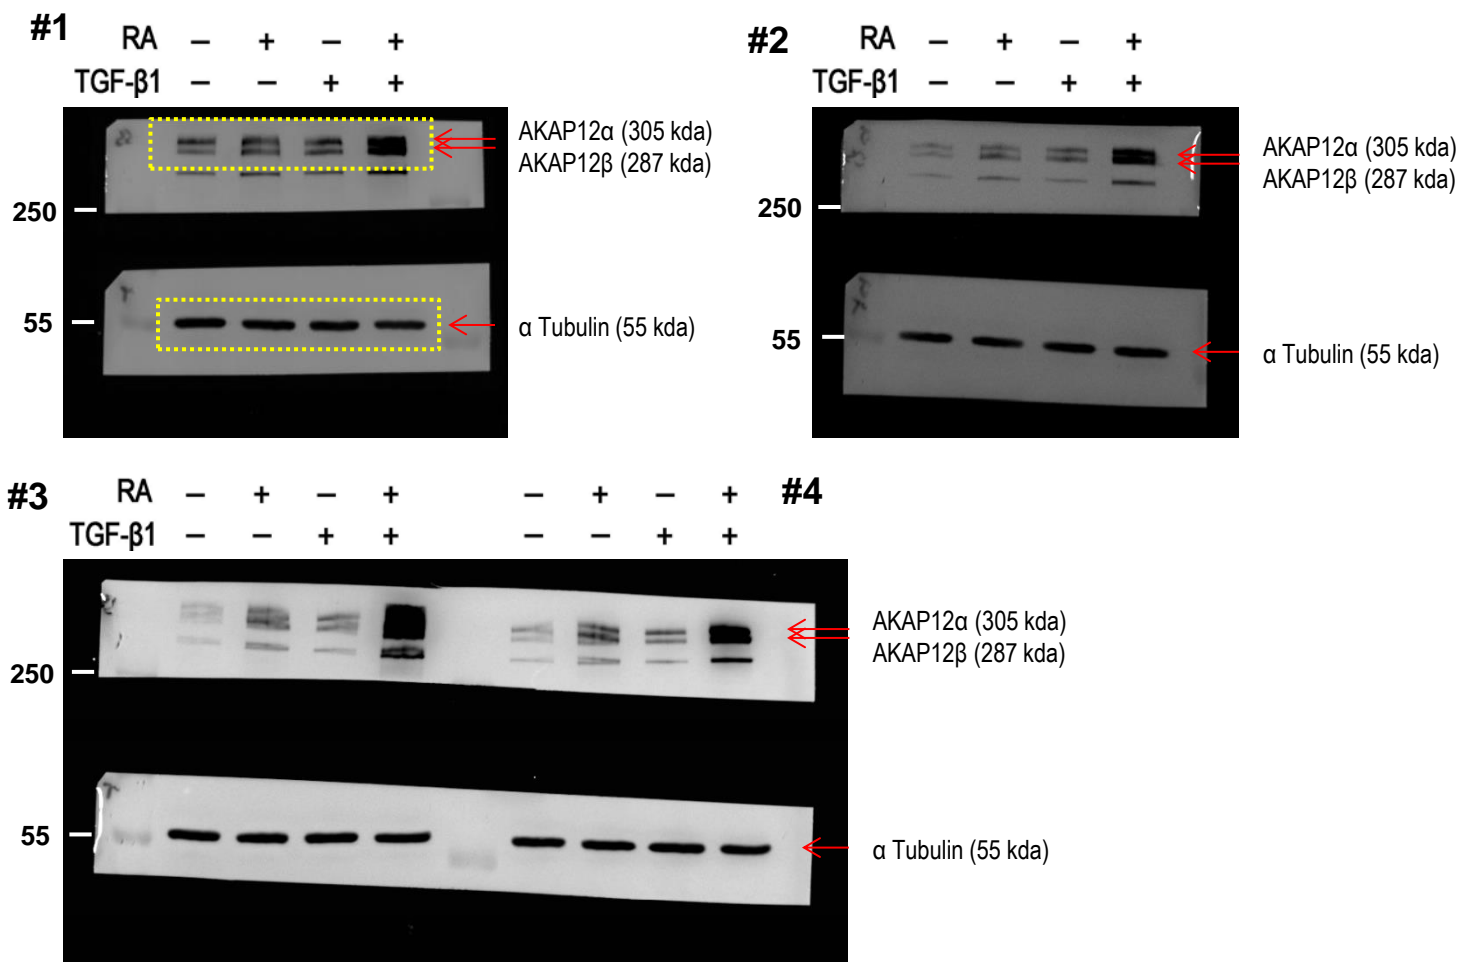 #1
RA – + – +
TGF-β1 – – + +
AKAP12α (305 kda)
AKAP12β (287 kda)
250
55
α Tubulin (55 kda)
#2
RA – + – +
TGF-β1 – – + +
AKAP12α (305 kda)
AKAP12β (287 kda)
250
55
α Tubulin (55 kda)
#3
RA – + – + – + – +
#4
TGF-β1 – – + + – – + +
AKAP12α (305 kda)
AKAP12β (287 kda)
250
55
α Tubulin (55 kda)